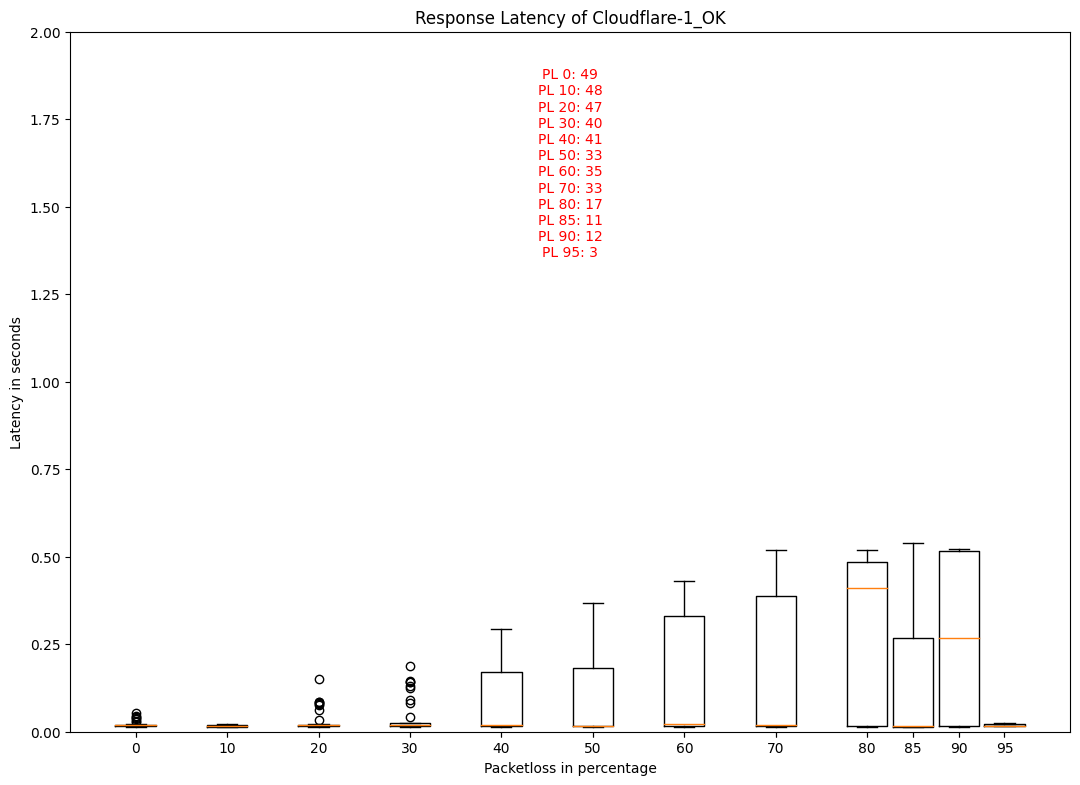 Response Latency of Cloudflare-1_OK
2.00
1.75
1.50
1.25
1.00
0.75
0.50
0.25
0.00
Latency in seconds
PL 0: 49
PL 10: 48
PL 20: 47
PL 30: 40
PL 40: 41
PL 50: 33
PL 60: 35
PL 70: 33
PL 80: 17
PL 85: 11
PL 90: 12
PL 95: 3
0 10 20 30 40 50 60 70 80 85 90 95
Packetloss in percentage